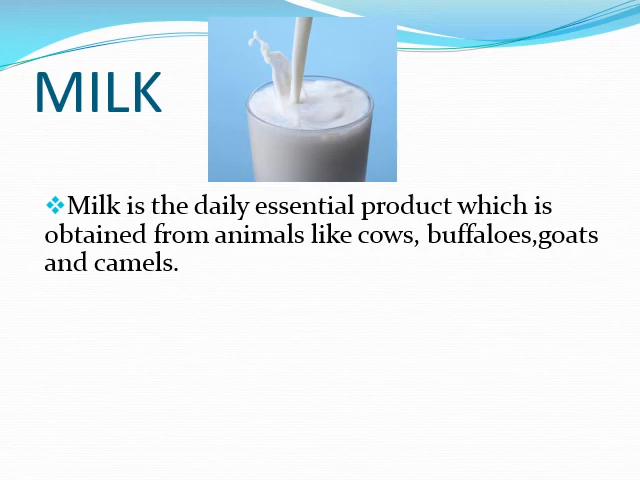 MILK
❖Milk is the daily essential product which is
obtained from animals like cows, buffaloes,goats
and camels.